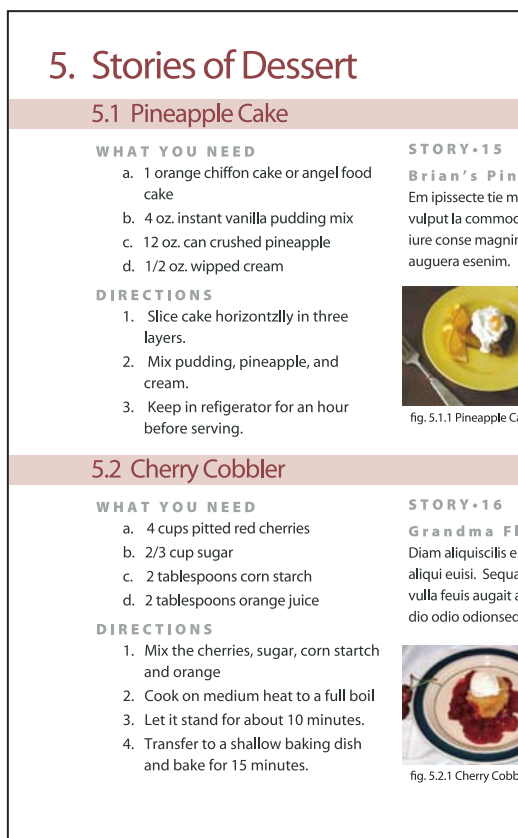 5. Stories of Dessert
5.1 Pineapple Cake
WHAT YOU NEED
a. 1 orange chiffon cake or angel food
cake
b. 4 oz. instant vanilla pudding mix
c. 12 oz. can crushed pineapple
d. 1/2 oz. wipped cream
DIRECTIONS
1. Slice cake horizontzlly in three
layers.
2. Mix pudding, pineapple, and
cream.
3. Keep in refigerator for an hour
before serving.
STORY•15
Brian's Pin
Em ipissecte tie m
vulput la commod
iure conse magnin
auguera esenim.
fig. 5.1.1 Pineapple Ca
5.2 Cherry Cobbler
WHAT YOU NEED
a. 4 cups pitted red cherries
b. 2/3 cup sugar
c. 2 tablespoons corn starch
d. 2 tablespoons orange juice
DIRECTIONS
1. Mix the cherries, sugar, corn startch
and orange
2. Cook on medium heat to a full boil
3. Let it stand for about 10 minutes.
4. Transfer to a shallow baking dish
and bake for 15 minutes.
STORY•16
Grandma Fl
Diam aliquiscilis e
aliqui euisi. Sequa
vulla feuis augait a
dio odio odionsed
fig. 5.2.1 Cherry Cobb